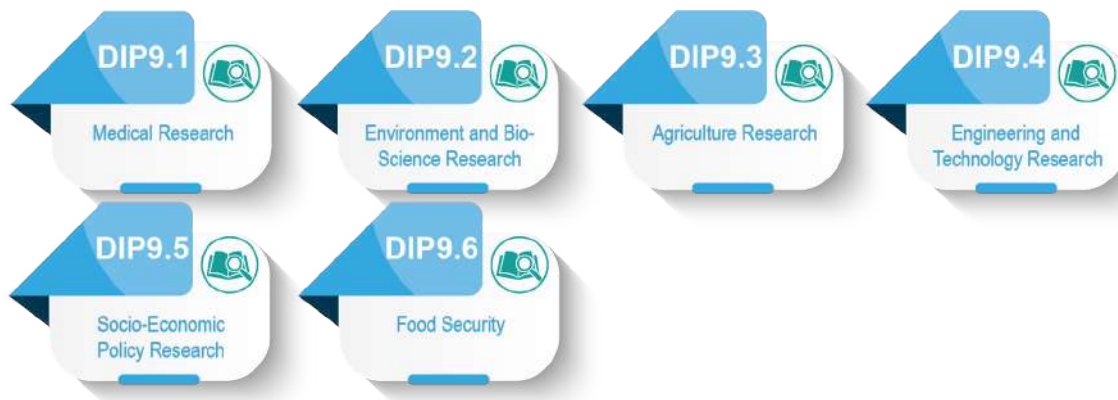 DIP9.1
Medical Research
DIP9.2
Environment and Bio-
Science Research
DIP9.3
Agriculture Research
DIP9.4
Engineering and
Technology Research
DIP9.5
Socio-Economic
Policy Research
DIP9.6
Food Security